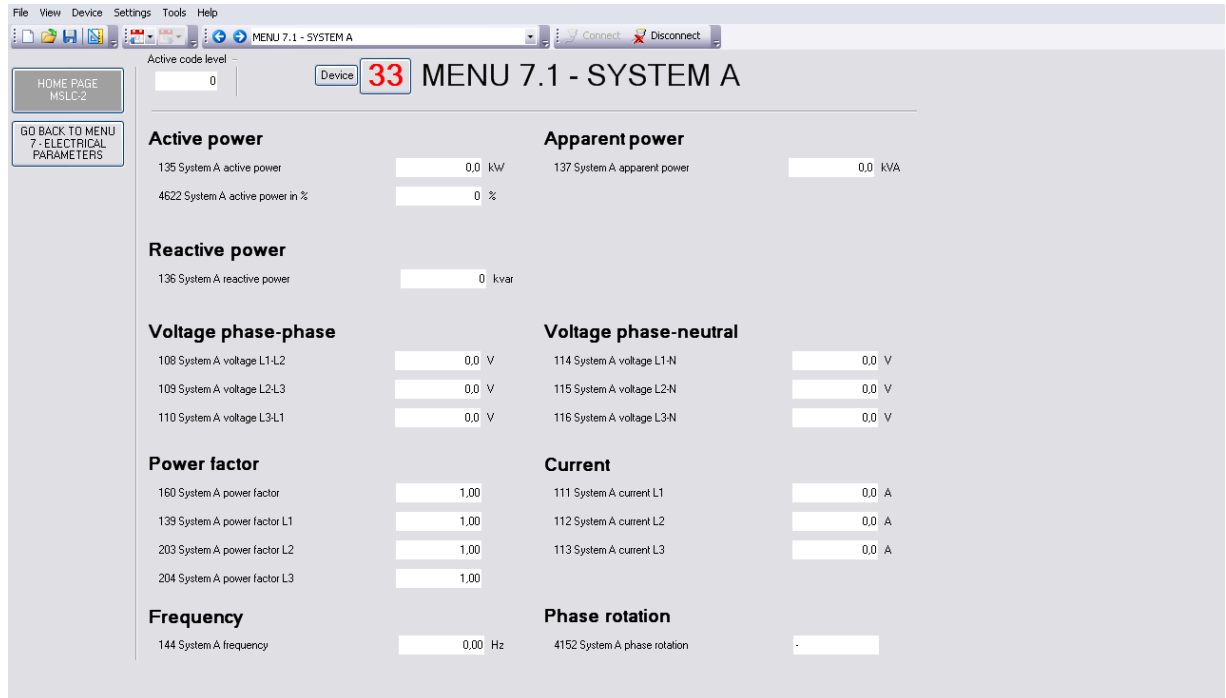 File View Device Settings Tools Help
MENU 7.1 - SYSTEM A Connect Disconnect
HOME PAGE
MSLC-2
GO BACK TO MENU
7 - ELECTRICAL
PARAMETERS
Active code level
0
Device 33 MENU 7.1 - SYSTEM A
Active power
135 System A active power 0,0 kW
4622 System A active power in % 0 %
Apparent power
137 System A apparent power 0,0 kVA
Reactive power
136 System A reactive power 0 kvar
Voltage phase-phase
108 System A voltage L1-L2 0,0 V
109 System A voltage L2-L3 0,0 V
110 System A voltage L3-L1 0,0 V
Voltage phase-neutral
114 System A voltage L1-N 0,0 V
115 System A voltage L2-N 0,0 V
116 System A voltage L3-N 0,0 V
Power factor
160 System A power factor 1,00
139 System A power factor L1 1,00
203 System A power factor L2 1,00
204 System A power factor L3 1,00
Current
111 System A current L1 0,0 A
112 System A current L2 0,0 A
113 System A current L3 0,0 A
Frequency
144 System A frequency 0,00 Hz
Phase rotation
4152 System A phase rotation -